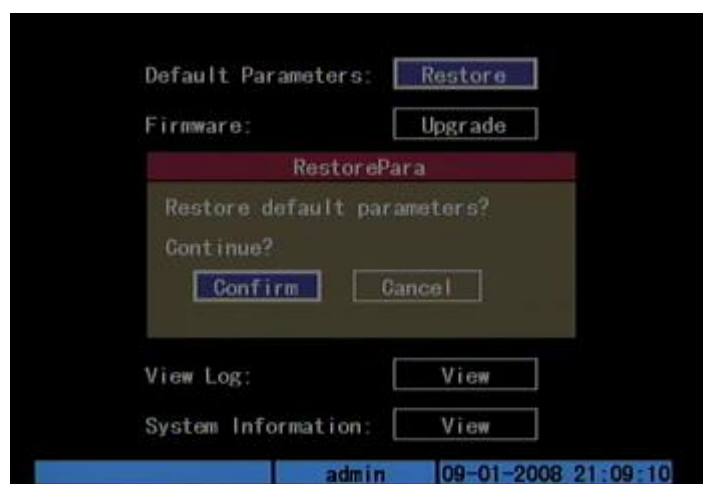 Default Parameters: Restore
Firmware: Upgrade
RestorePara
Restore default parameters?
Continue?
Confirm Cancel
View Log: View
System Information: View
admin 09-01-2008 21:09:10